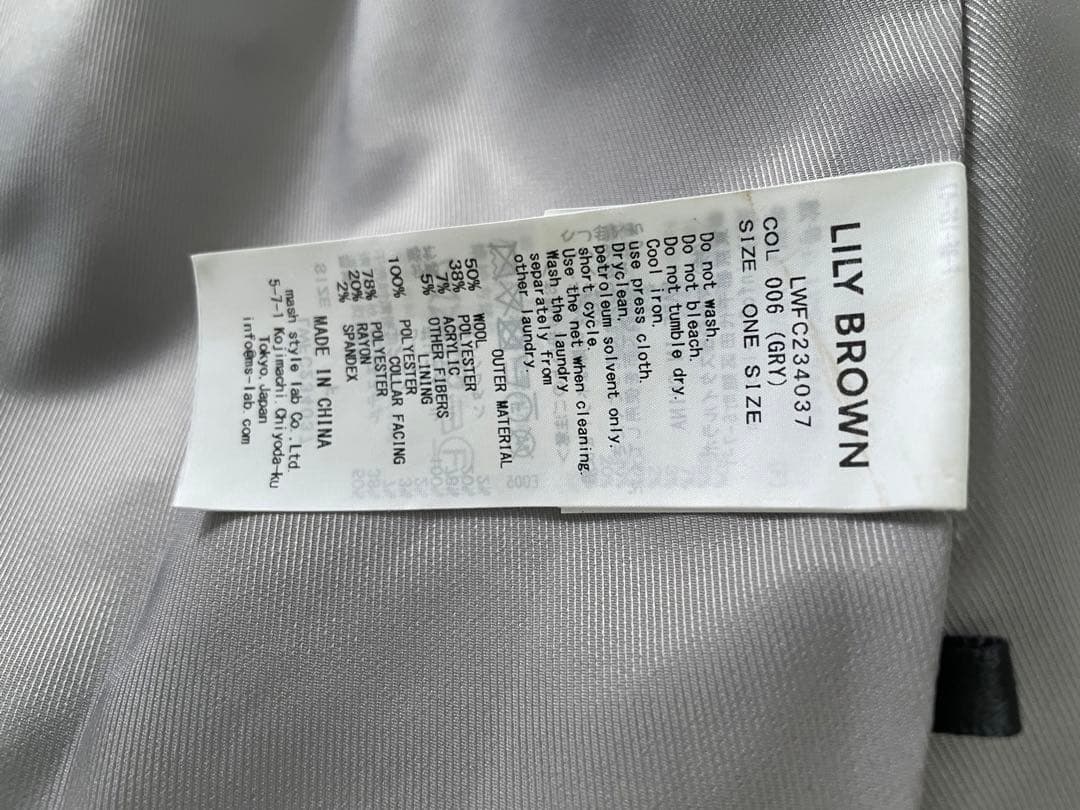 LILY BROWN
LWFC234037
COL 006 (GRY)
SIZE ONE SIZE
Do not wash.
Do not bleach.
Do not tumble dry.
Cool iron.
use press cloth.
Dryclean,
petroleum solvent only.
short cycle.
Use the net when cleaning.
Wash the laundry
separately from
other laundry.
OUTER MATERIAL
50% WOOL
38% POLYESTER
7% ACRYLIC
5% OTHER FIBERS
LINING
100% POLYESTER
COLLAR FACING
78% POLYESTER
20% RAYON
2% SPANDEX
MADE IN CHINA
mash style lab Co.,Ltd.
5-7-1 Kojimachi Chiyoda-ku
Tokyo, Japan
info@ms-lab.com